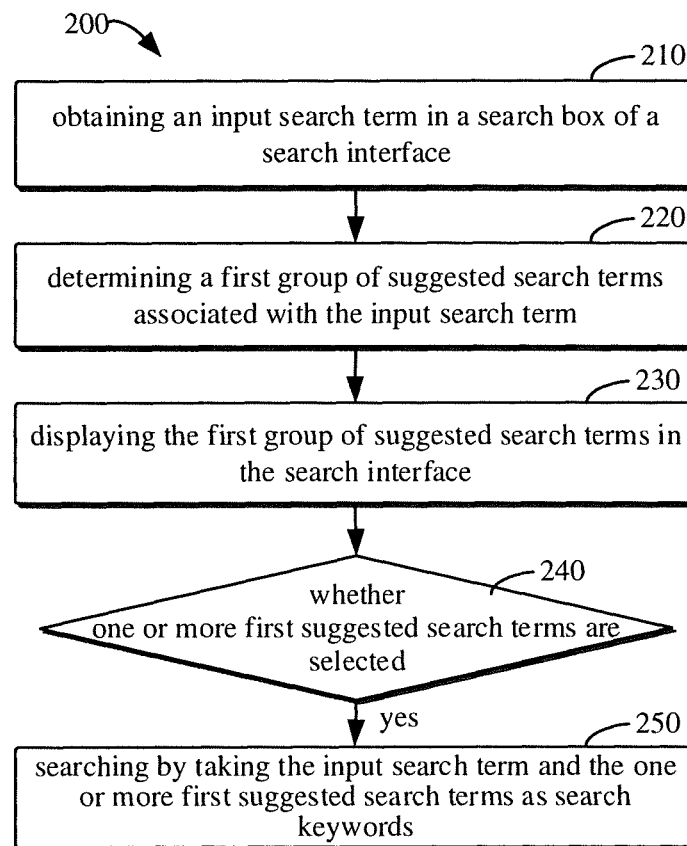 200
210
obtaining an input search term in a search box of a
search interface
220
determining a first group of suggested search terms
associated with the input search term
230
displaying the first group of suggested search terms in
the search interface
240
whether
one or more first suggested search terms are
selected
yes
250
searching by taking the input search term and the one
or more first suggested search terms as search
keywords